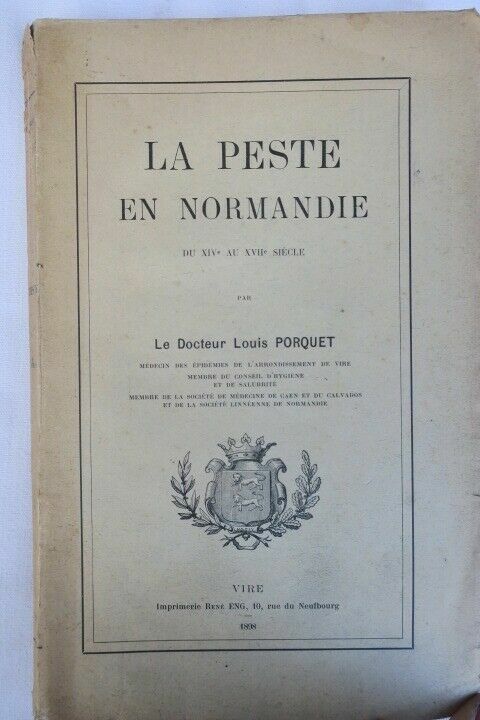 LA PESTE
EN NORMANDIE
DU XIVe AU XVIIe SIÈCLE
PAR
Le Docteur Louis PORQUET
MÉDECIN DES ÉPIDÉMIES DE L'ARRONDISSEMENT DE VIRE
MEMBRE DU CONSEIL D'HYGIÈNE
ET DE SALUBRITÉ
MEMBRE DE LA SOCIÉTÉ DE MÉDECINE DE CAEN ET DU CALVADOS
ET DE LA SOCIÉTÉ LINNÉENNE DE NORMANDIE
VIRE
Imprimerie RENÉ ENG, 10, rue du Neufbourg
1898